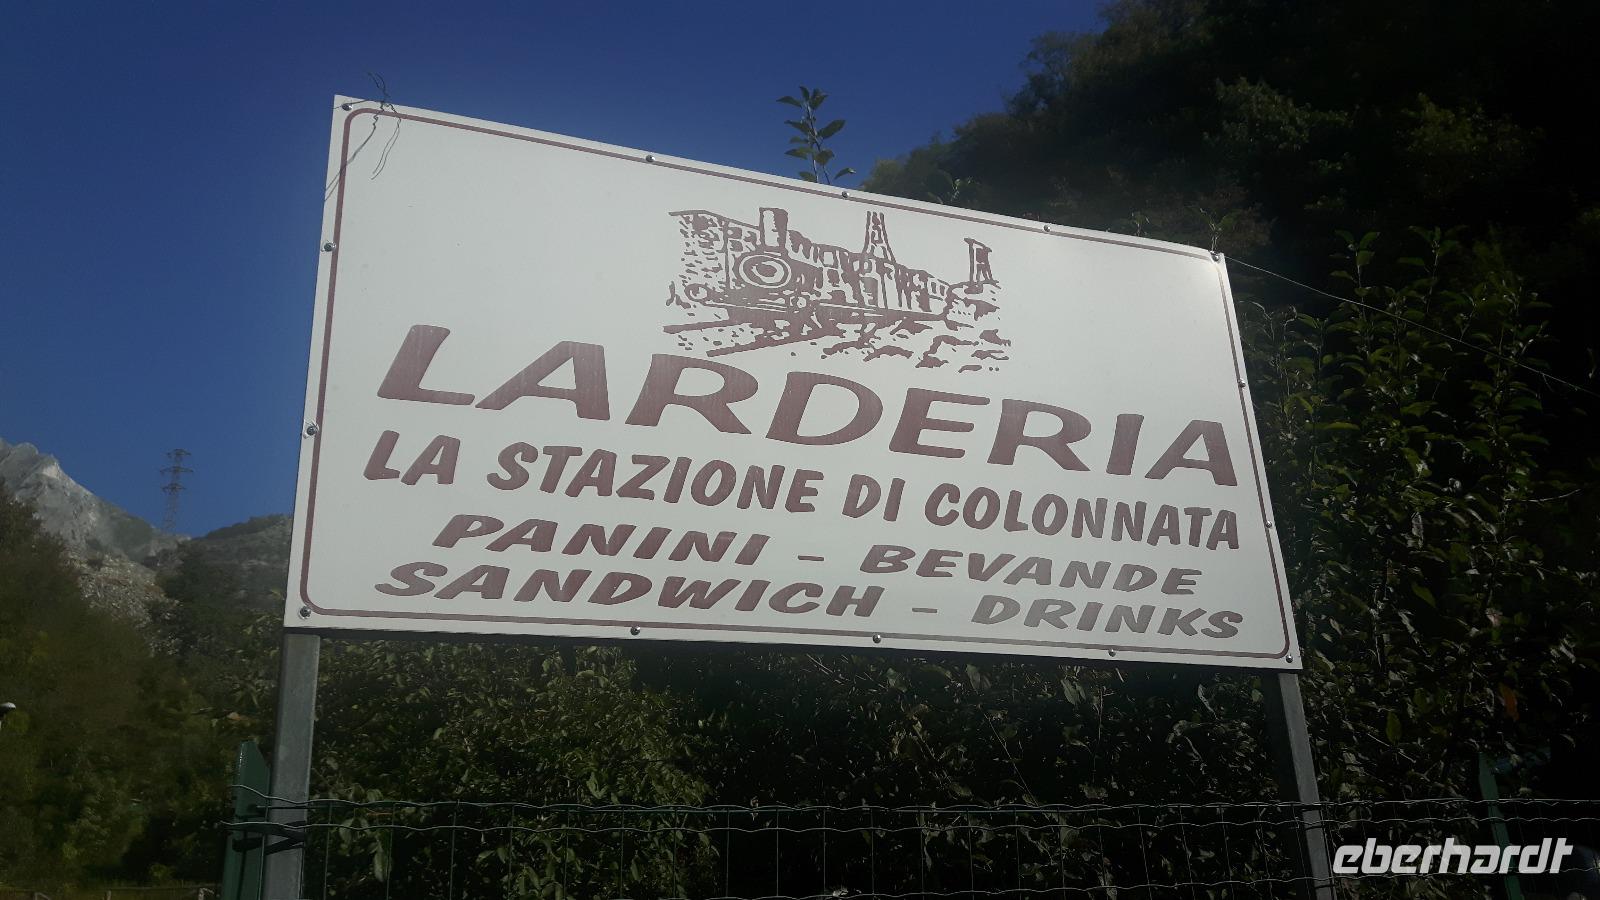 LARDERIA
LA STAZIONE DI COLONNATA
PANINI - BEVANDE
SANDWICH - DRINKS
eberhardt